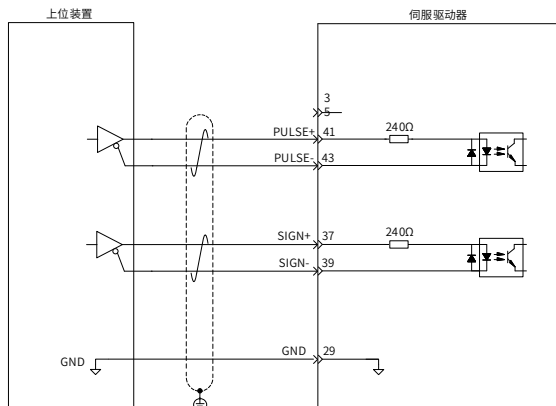 上位装置
伺服驱动器
3
5
PULSE+ 41
240Ω
PULSE- 43
SIGN+ 37
240Ω
SIGN- 39
GND
GND 29